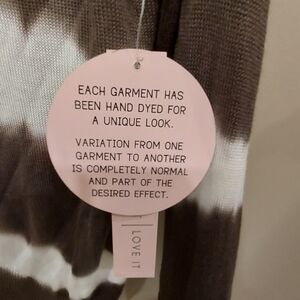 EACH GARMENT HAS
BEEN HAND DYED FOR
A UNIQUE LOOK.
VARIATION FROM ONE
GARMENT TO ANOTHER
IS COMPLETELY NORMAL
AND PART OF THE
DESIRED EFFECT.
LOVE IT